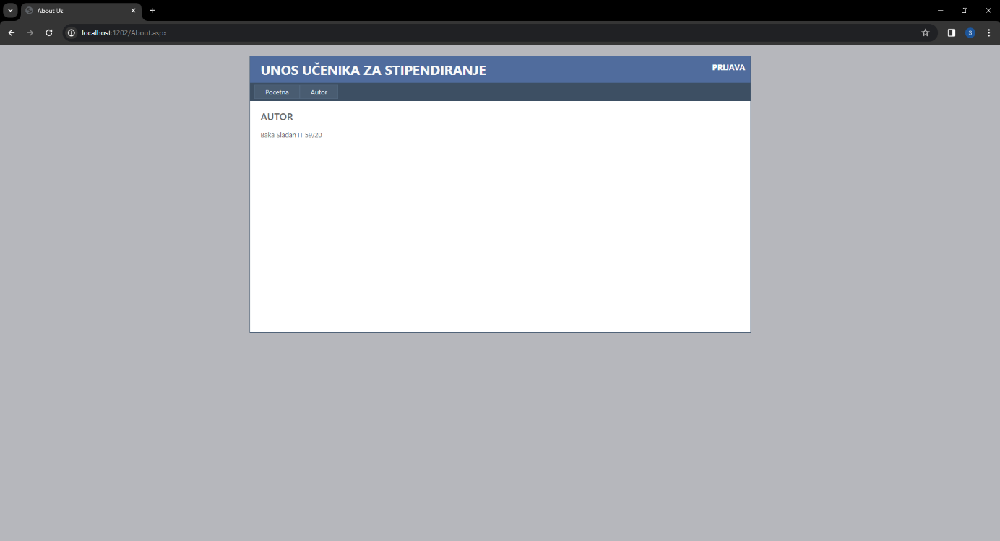 About Us
localhost:1202/About.aspx
S
UNOS UČENIKA ZA STIPENDIRANJE
PRIJAVA
Pocetna
Autor
AUTOR
Baka Slađan IT 59/20